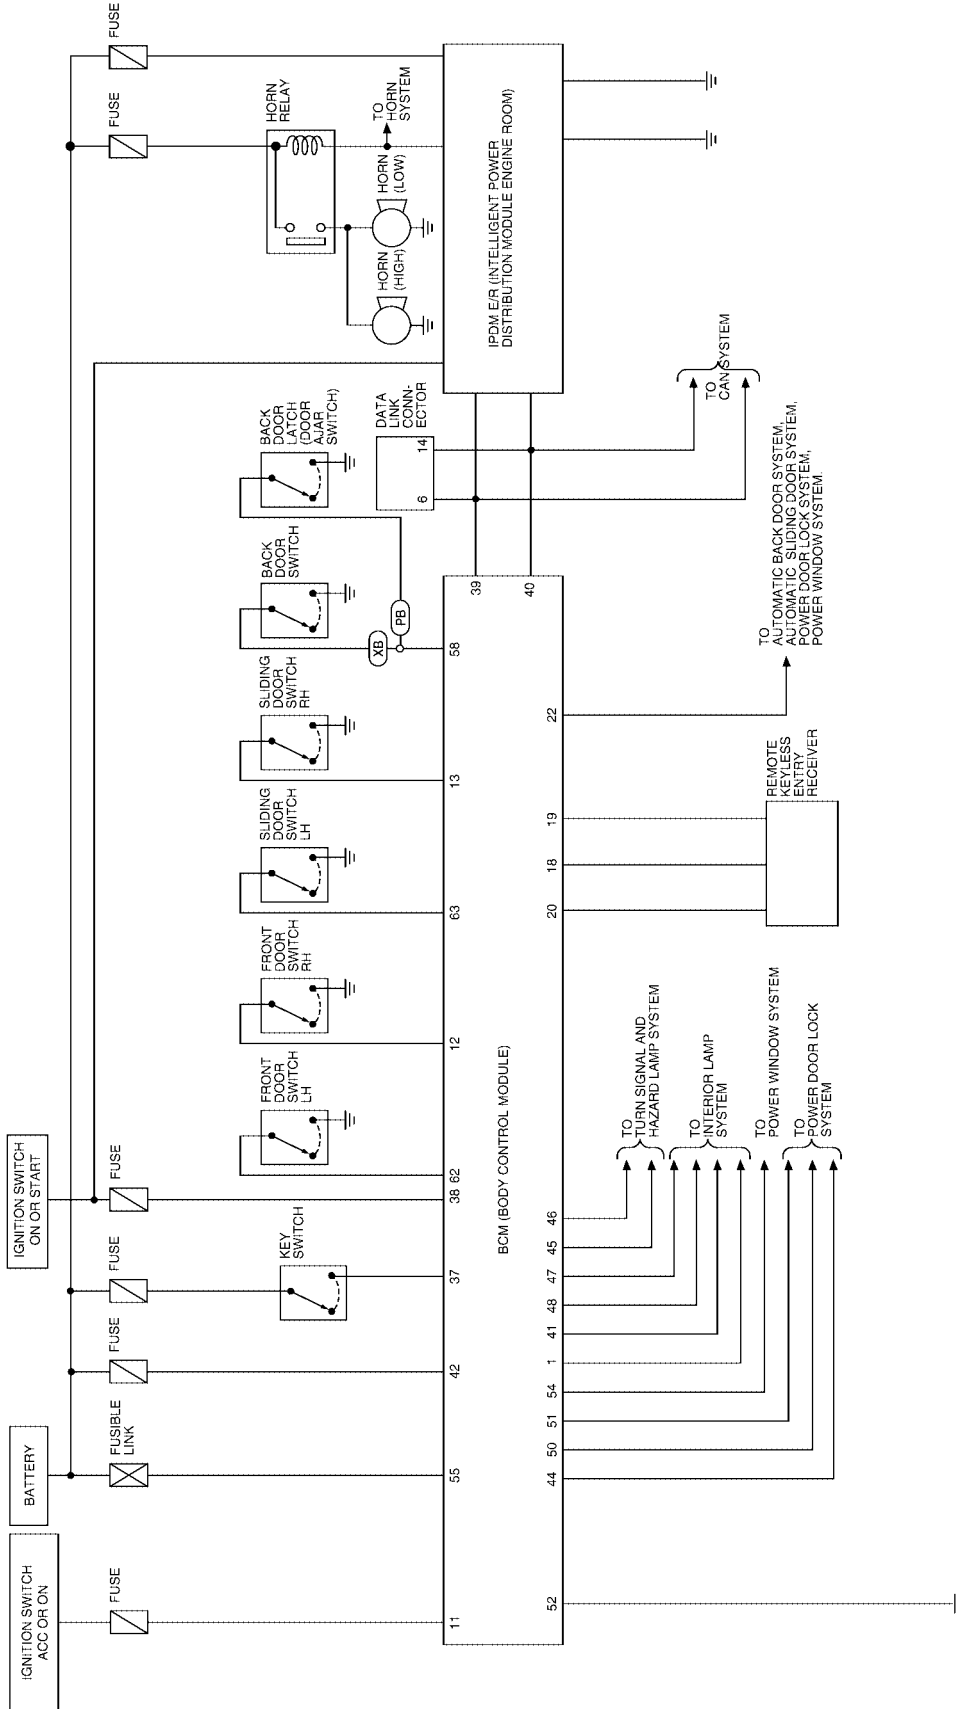 IGNITION SWITCH
ACC OR ON
BATTERY
IGNITION SWITCH
ON OR START
FUSE
FUSIBLE
LINK
FUSE
FUSE
FUSE
FUSE
FUSE
KEY
SWITCH
FRONT
DOOR
SWITCH
LH
FRONT
DOOR
SWITCH
RH
SLIDING
DOOR
SWITCH
LH
SLIDING
DOOR
SWITCH
RH
BACK
DOOR
SWITCH
BACK
DOOR
LATCH
(DOOR
AJAR
SWITCH)
HORN
RELAY
XB
PB
DATA
LINK
CONN-
ECTOR
6
14
HORN
(HIGH)
HORN
(LOW)
TO
HORN
SYSTEM
11
55
42
37
38
62
12
63
13
58
39
40
BCM (BODY CONTROL MODULE)
IPDM E/R (INTELLIGENT POWER
DISTRIBUTION MODULE ENGINE ROOM)
52
44
50
51
54
1
41
48
47
45
46
20
18
19
22
TO
TURN SIGNAL AND
HAZARD LAMP SYSTEM
TO
INTERIOR LAMP
SYSTEM
TO
POWER WINDOW SYSTEM
TO
POWER DOOR LOCK
SYSTEM
REMOTE
KEYLESS
ENTRY
RECEIVER
TO
AUTOMATIC BACK DOOR SYSTEM,
AUTOMATIC SLIDING DOOR SYSTEM,
POWER DOOR LOCK SYSTEM,
POWER WINDOW SYSTEM.
TO
CAN SYSTEM